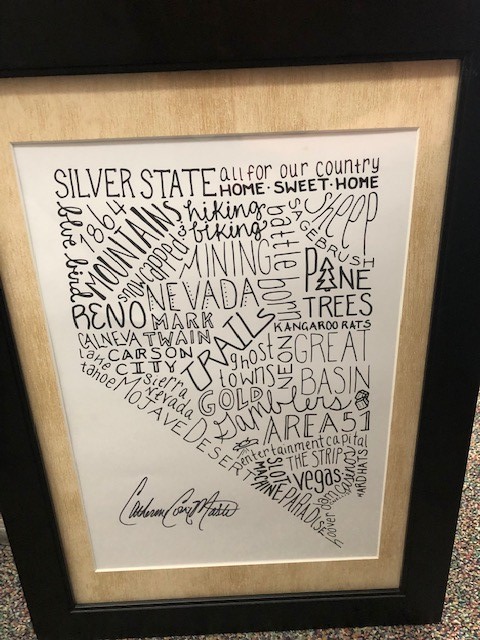 SILVER STATE
all for our country
HOME · SWEET · HOME
blue bird
1864
MOUNTAINS
snowcapped
hiking
& biking
battle born
SAGEBRUSH
sheep
MINING
PINE
TREES
NEVADA
RENO
MARK
TWAIN
KANGAROO RATS
CALNEVA
TRAILS
lake
tahoe
CARSON
CITY
ghost
towns
NEON
GREAT
BASIN
sierra
nevada
GOLD
Gamblers
MOJAVE DESERT
AREA 51
entertainment capital
SLOT
MACHINE
THE STRIP
vegas
casinos
HARD HATS
PARADISE
hoover dam